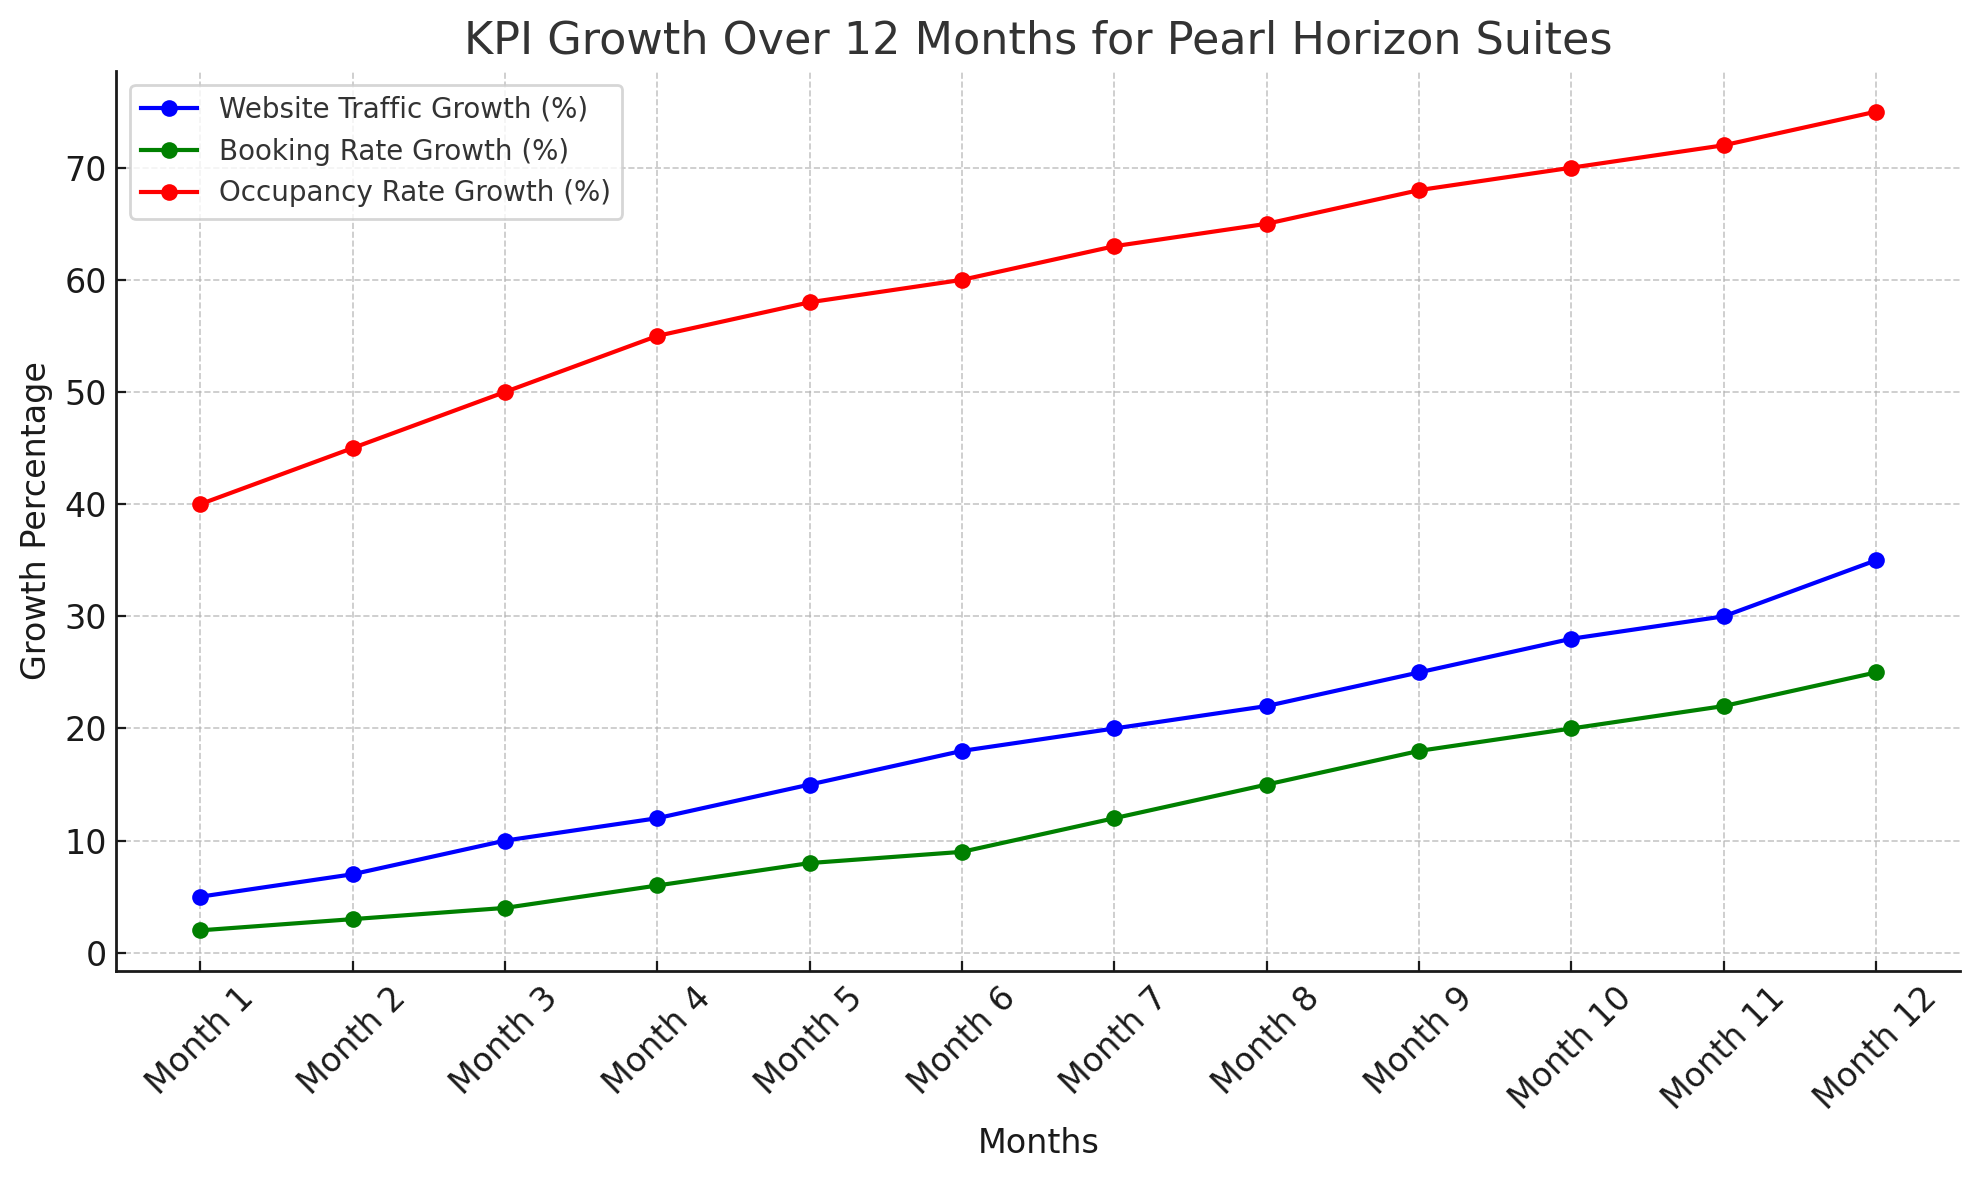 KPI Growth Over 12 Months for Pearl Horizon Suites
Website Traffic Growth (%)
Booking Rate Growth (%)
Occupancy Rate Growth (%)
Growth Percentage
70
60
50
40
30
20
10
0
Month 1
Month 2
Month 3
Month 4
Month 5
Month 6
Month 7
Month 8
Month 9
Month 10
Month 11
Month 12
Months